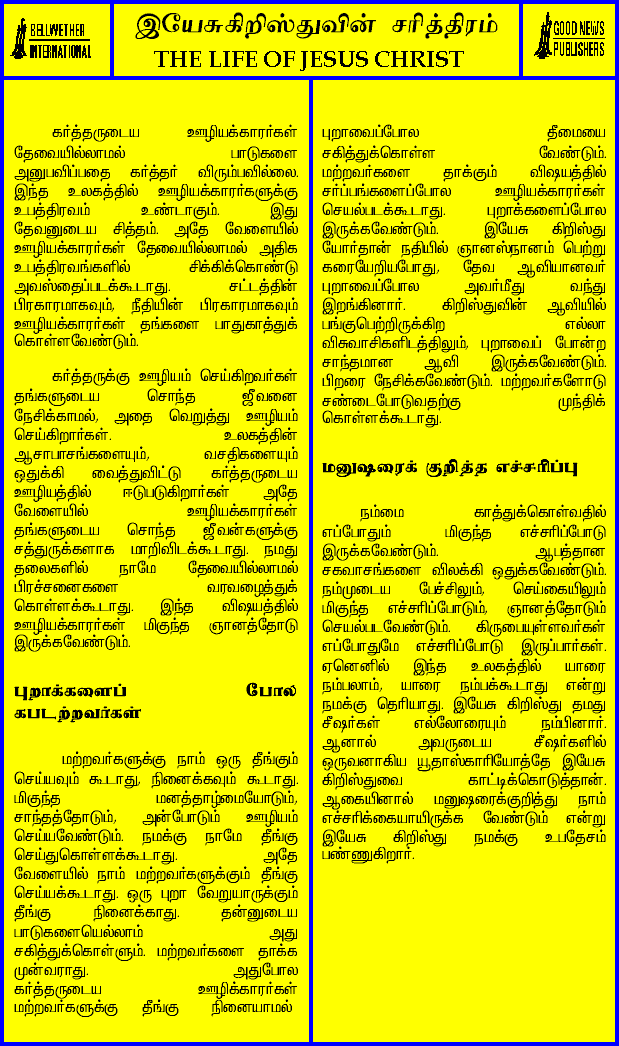 BELLWETHER
INTERNATIONAL
இயேசுகிறிஸ்துவின் சரித்திரம்
THE LIFE OF JESUS CHRIST
GOOD NEWS
PUBLISHERS
கர்த்தருடைய ஊழியக்காரர்கள்
தேவையில்லாமல் பாடுகளை
அனுபவிப்பதை கர்த்தர் விரும்பவில்லை.
இந்த உலகத்தில் ஊழியக்காரர்களுக்கு
உபத்திரவம் உண்டாகும். இது
தேவனுடைய சித்தம். அதே வேளையில்
ஊழியக்காரர்கள் தேவையில்லாமல் அதிக
உபத்திரவங்களில் சிக்கிக்கொண்டு
அவஸ்தைப்படக்கூடாது. சட்டத்தின்
பிரகாரமாகவும், நீதியின் பிரகாரமாகவும்
ஊழியக்காரர்கள் தங்களை பாதுகாத்துக்
கொள்ளவேண்டும்.
கர்த்தருக்கு ஊழியம் செய்கிறவர்கள்
தங்களுடைய சொந்த ஜீவனை
நேசிக்காமல், அதை வெறுத்து ஊழியம்
செய்கிறார்கள். உலகத்தின்
ஆசாபாசங்களையும், வசதிகளையும்
ஒதுக்கி வைத்துவிட்டு கர்த்தருடைய
ஊழியத்தில் ஈடுபடுகிறார்கள் அதே
வேளையில் ஊழியக்காரர்கள்
தங்களுடைய சொந்த ஜீவன்களுக்கு
சத்துருக்களாக மாறிவிடக்கூடாது. நமது
தலைகளில் நாமே தேவையில்லாமல்
பிரச்சனைகளை வரவழைத்துக்
கொள்ளக்கூடாது. இந்த விஷயத்தில்
ஊழியக்காரர்கள் மிகுந்த ஞானத்தோடு
இருக்கவேண்டும்.
புறாக்களைப் போல
கபடற்றவர்கள்
மற்றவர்களுக்கு நாம் ஒரு தீங்கும்
செய்யவும் கூடாது, நினைக்கவும் கூடாது.
மிகுந்த மனத்தாழ்மையோடும்,
சாந்தத்தோடும், அன்போடும் ஊழியம்
செய்யவேண்டும். நமக்கு நாமே தீங்கு
செய்துகொள்ளக்கூடாது. அதே
வேளையில் நாம் மற்றவர்களுக்கும் தீங்கு
செய்யக்கூடாது. ஒரு புறா வேறுயாருக்கும்
தீங்கு நினைக்காது. தன்னுடைய
பாடுகளையெல்லாம் அது
சகித்துக்கொள்ளும். மற்றவர்களை தாக்க
முன்வராது. அதுபோல
கர்த்தருடைய ஊழிக்காரர்கள்
மற்றவர்களுக்கு தீங்கு நினையாமல்
புறாவைப்போல தீமையை
சகித்துக்கொள்ள வேண்டும்.
மற்றவர்களை தாக்கும் விஷயத்தில்
சர்ப்பங்களைப்போல ஊழியக்காரர்கள்
செயல்படக்கூடாது. புறாக்களைப்போல
இருக்கவேண்டும். இயேசு கிறிஸ்து
யோர்தான் நதியில் ஞானஸ்நானம் பெற்று
கரையேறியபோது, தேவ ஆவியானவர்
புறாவைப்போல அவர்மீது வந்து
இறங்கினார். கிறிஸ்துவின் ஆவியில்
பங்குபெற்றிருக்கிற எல்லா
விசுவாசிகளிடத்திலும், புறாவைப் போன்ற
சாந்தமான ஆவி இருக்கவேண்டும்.
பிறரை நேசிக்கவேண்டும். மற்றவர்களோடு
சண்டைபோடுவதற்கு முந்திக்
கொள்ளக்கூடாது.
மனுஷரைக் குறித்த எச்சரிப்பு
நம்மை காத்துக்கொள்வதில்
எப்போதும் மிகுந்த எச்சரிப்போடு
இருக்கவேண்டும். ஆபத்தான
சகவாசங்களை விலக்கி ஒதுக்கவேண்டும்.
நம்முடைய பேச்சிலும், செய்கையிலும்
மிகுந்த எச்சரிப்போடும், ஞானத்தோடும்
செயல்படவேண்டும். கிருபையுள்ளவர்கள்
எப்போதுமே எச்சரிப்போடு இருப்பார்கள்.
ஏனெனில் இந்த உலகத்தில் யாரை
நம்பலாம், யாரை நம்பக்கூடாது என்று
நமக்கு தெரியாது. இயேசு கிறிஸ்து தமது
சீஷர்கள் எல்லோரையும் நம்பினார்.
ஆனால் அவருடைய சீஷர்களில்
ஒருவனாகிய யூதாஸ்காரியோத்தே இயேசு
கிறிஸ்துவை காட்டிக்கொடுத்தான்.
ஆகையினால் மனுஷரைக்குறித்து நாம்
எச்சரிக்கையாயிருக்க வேண்டும் என்று
இயேசு கிறிஸ்து நமக்கு உபதேசம்
பண்ணுகிறார்.